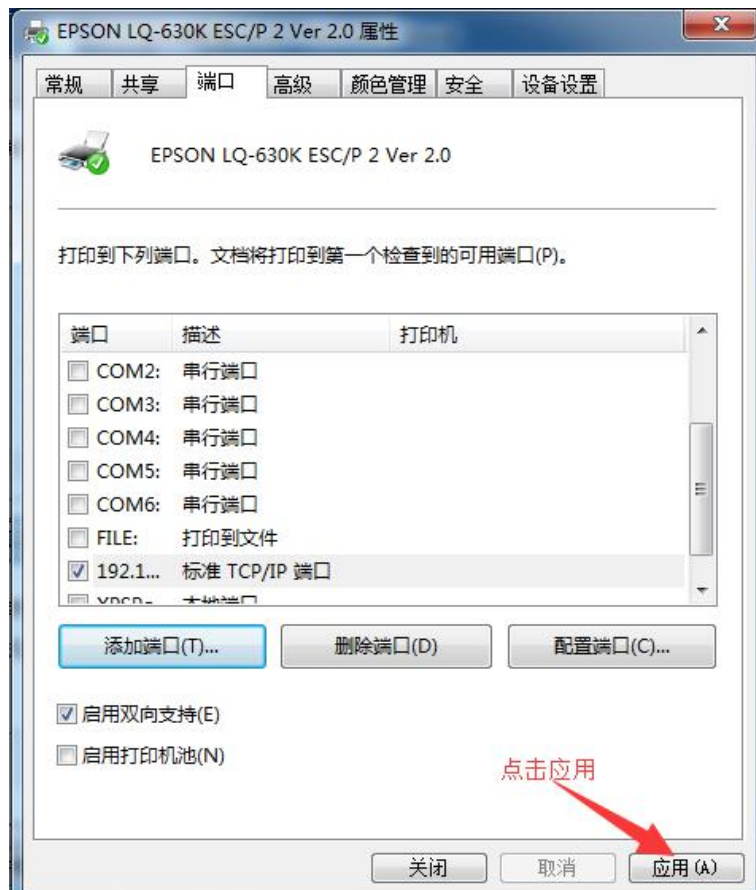 EPSON LQ-630K ESC/P 2 Ver 2.0 属性
常规 共享 端口 高级 颜色管理 安全 设备设置
EPSON LQ-630K ESC/P 2 Ver 2.0
打印到下列端口。文档将打印到第一个检查到的可用端口(P)。
端口 描述 打印机
COM2: 串行端口
COM3: 串行端口
COM4: 串行端口
COM5: 串行端口
COM6: 串行端口
FILE: 打印到文件
192.1... 标准 TCP/IP 端口
添加端口(T)... 删除端口(D) 配置端口(C)...
启用双向支持(E)
启用打印机池(N)
点击应用
关闭 取消 应用(A)